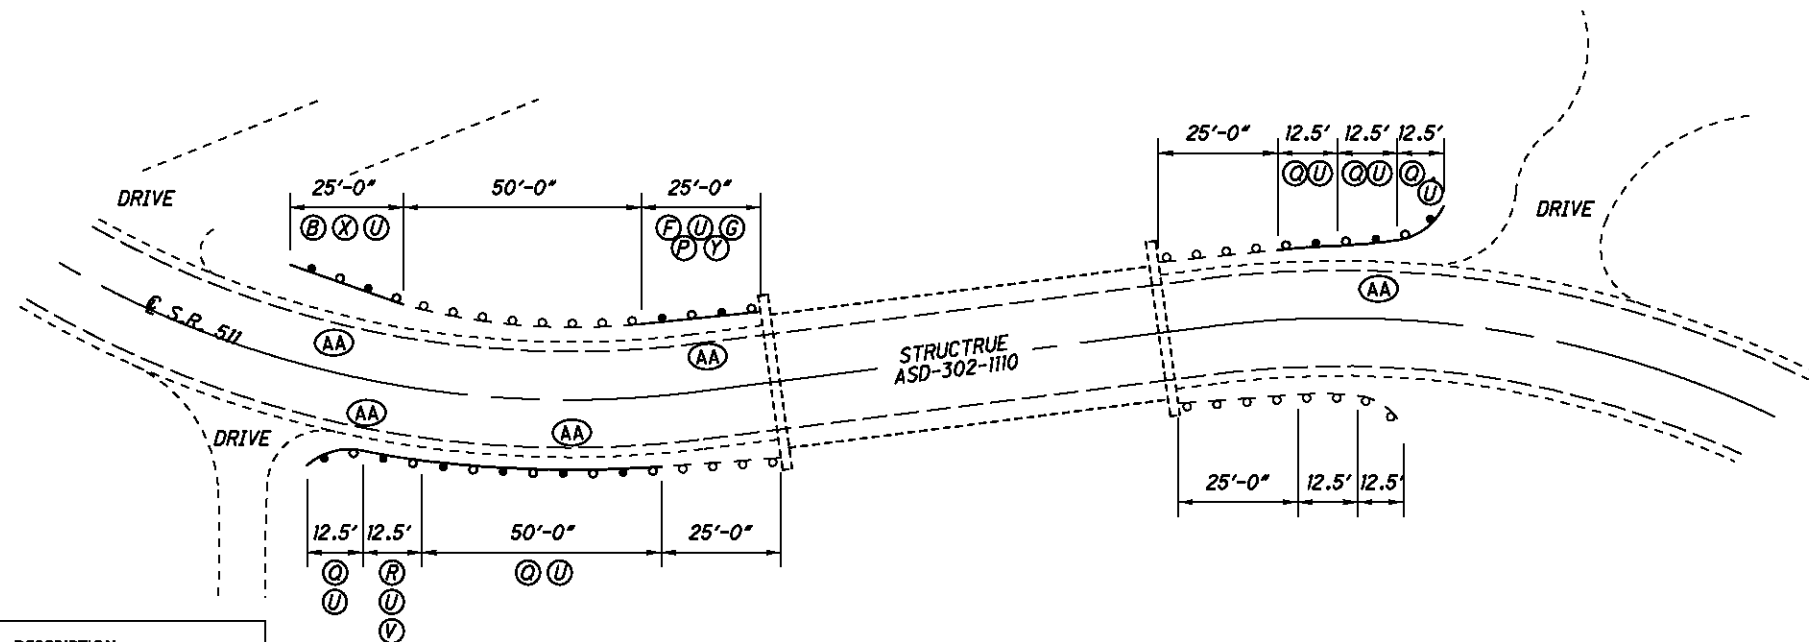 25'-0" 12.5' 12.5' 12.5'
Q U Q U Q U
25'-0" 50'-0" 25'-0"
B X U F U G
P Y
DRIVE
DRIVE
℄ S.R. 511
AA
AA
AA
STRUCTRUE
ASD-302-1110
AA
AA
DRIVE
25'-0" 12.5' 12.5'
12.5' 12.5' 50'-0" 25'-0"
Q R Q U
U U
V